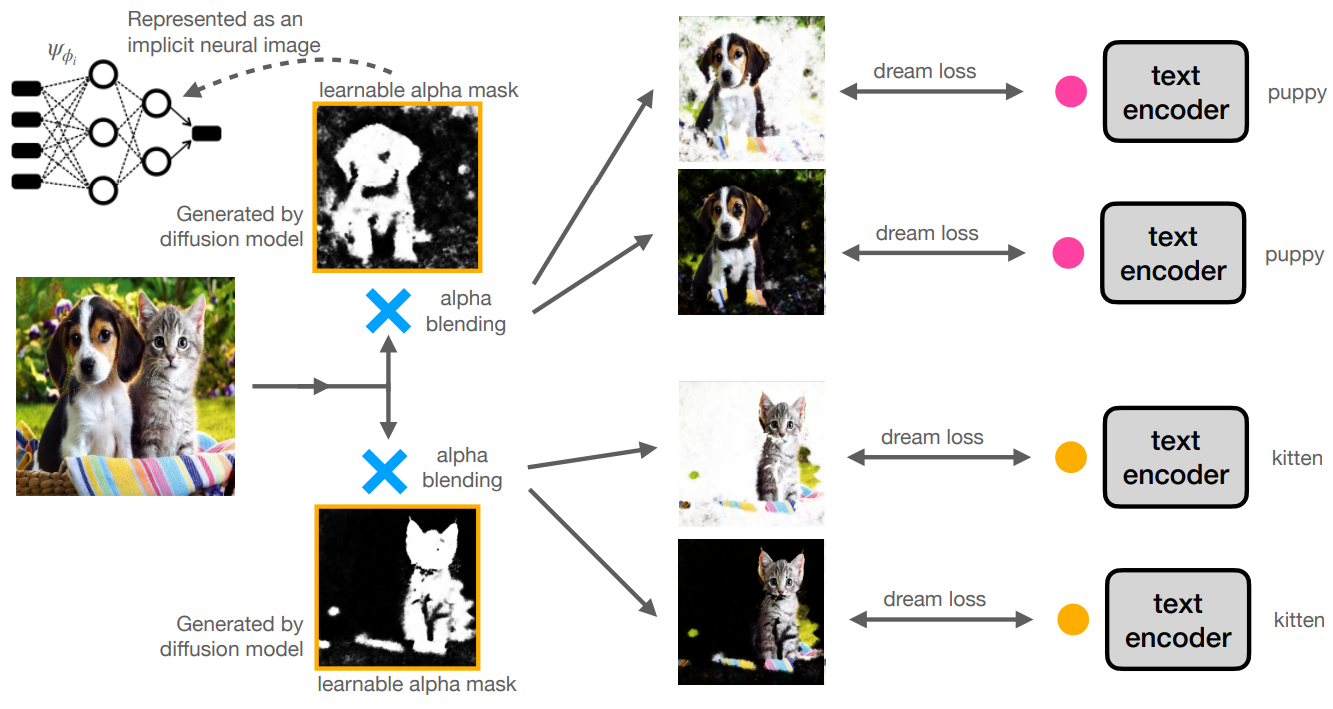 Represented as an
implicit neural image
ψϕᵢ
learnable alpha mask
Generated by
diffusion model
alpha
blending
alpha
blending
Generated by
diffusion model
learnable alpha mask
dream loss
text
encoder
puppy
dream loss
text
encoder
puppy
dream loss
text
encoder
kitten
dream loss
text
encoder
kitten